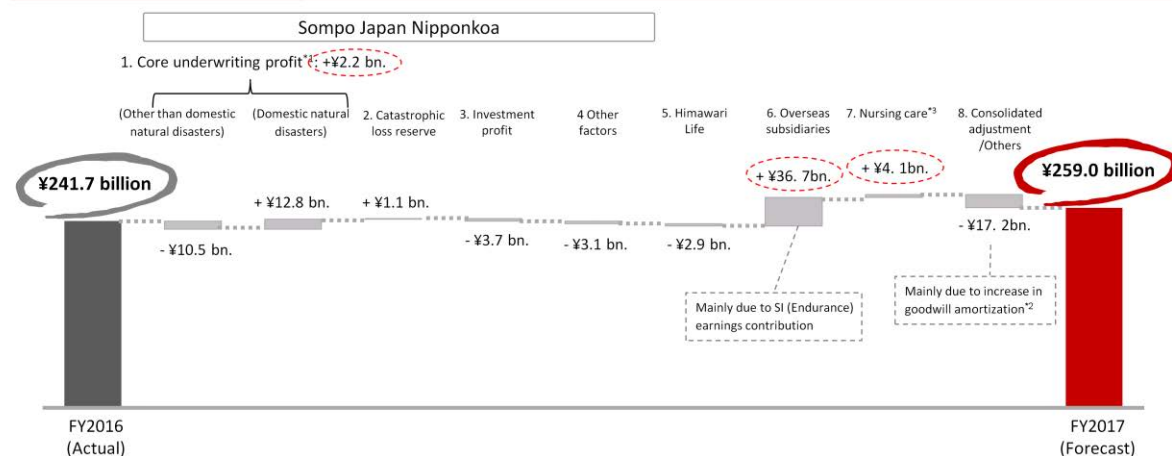 Sompo Japan Nipponkoa
1. Core underwriting profit*1: +¥2.2 bn.
(Other than domestic
natural disasters)
(Domestic natural
disasters)
2. Catastrophic
loss reserve
3. Investment
profit
4 Other
factors
5. Himawari
Life
6. Overseas
subsidiaries
7. Nursing care*3
8. Consolidated
adjustment
/Others
¥241.7 billion
- ¥10.5 bn.
+ ¥12.8 bn.
+ ¥1.1 bn.
- ¥3.7 bn.
- ¥3.1 bn.
- ¥2.9 bn.
+ ¥36. 7bn.
+ ¥4. 1bn.
- ¥17. 2bn.
¥259.0 billion
Mainly due to SI (Endurance)
earnings contribution
Mainly due to increase in
goodwill amortization*2
FY2016
(Actual)
FY2017
(Forecast)